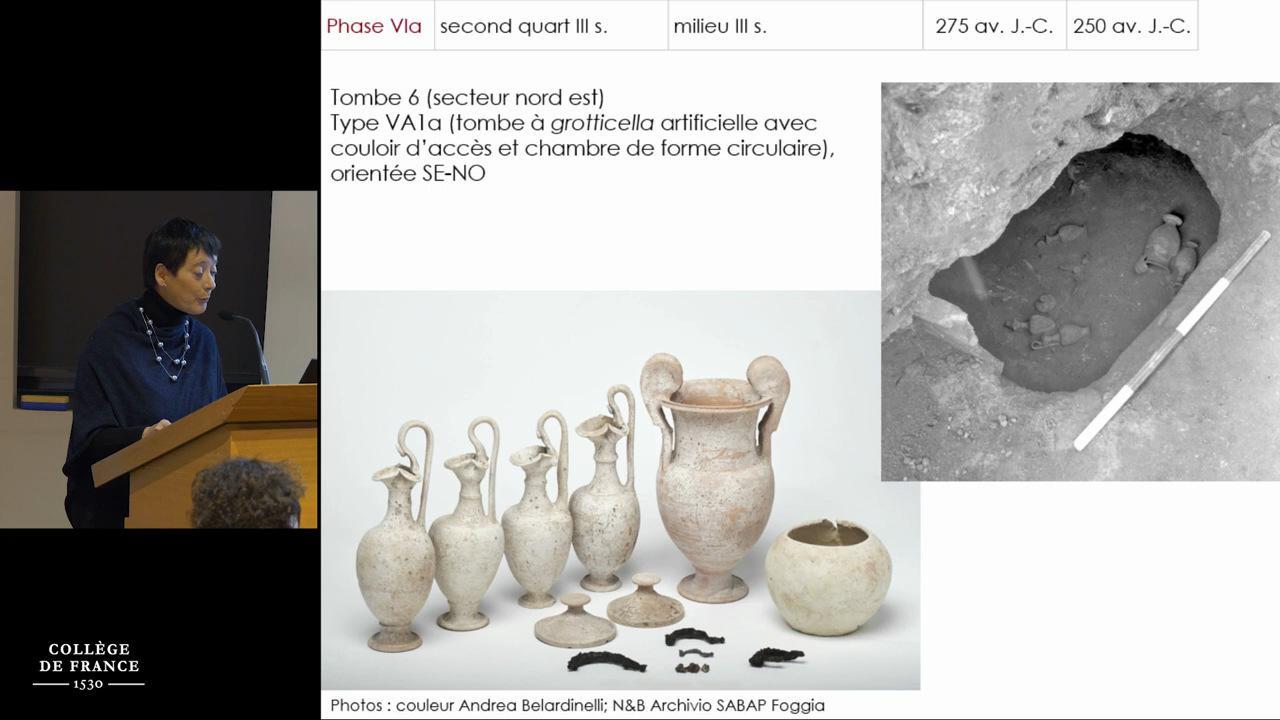 Phase VIa second quart III s. milieu III s. 275 av. J.-C. 250 av. J.-C.
Tombe 6 (secteur nord est)
Type VA1a (tombe à grotticella artificielle avec
couloir d'accès et chambre de forme circulaire),
orientée SE-NO
Photos : couleur Andrea Belardinelli; N&B Archivio SABAP Foggia
COLLÈGE
DE FRANCE
1530